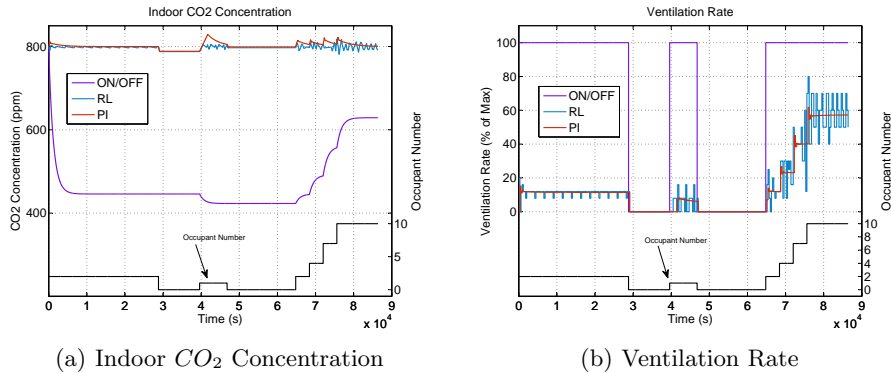 Indoor CO2 Concentration
800
600
400
CO2 Concentration (ppm)
ON/OFF
RL
PI
Occupant Number
10
5
0
Occupant Number
0 1 2 3 4 5 6 7 8 9
Time (s)
x 10^4
(a) Indoor CO₂ Concentration
Ventilation Rate
100
80
60
40
20
0
Ventilation Rate (% of Max)
ON/OFF
RL
PI
Occupant Number
10
8
6
4
2
0
Occupant Number
0 1 2 3 4 5 6 7 8 9
Time (s)
x 10^4
(b) Ventilation Rate